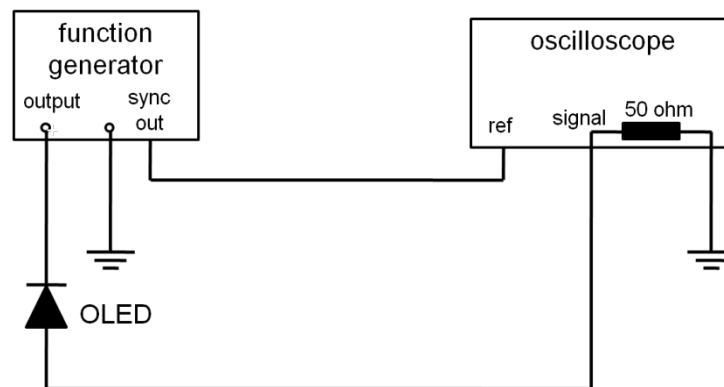 function
generator
output
sync
out
oscilloscope
ref
signal
50 ohm
OLED